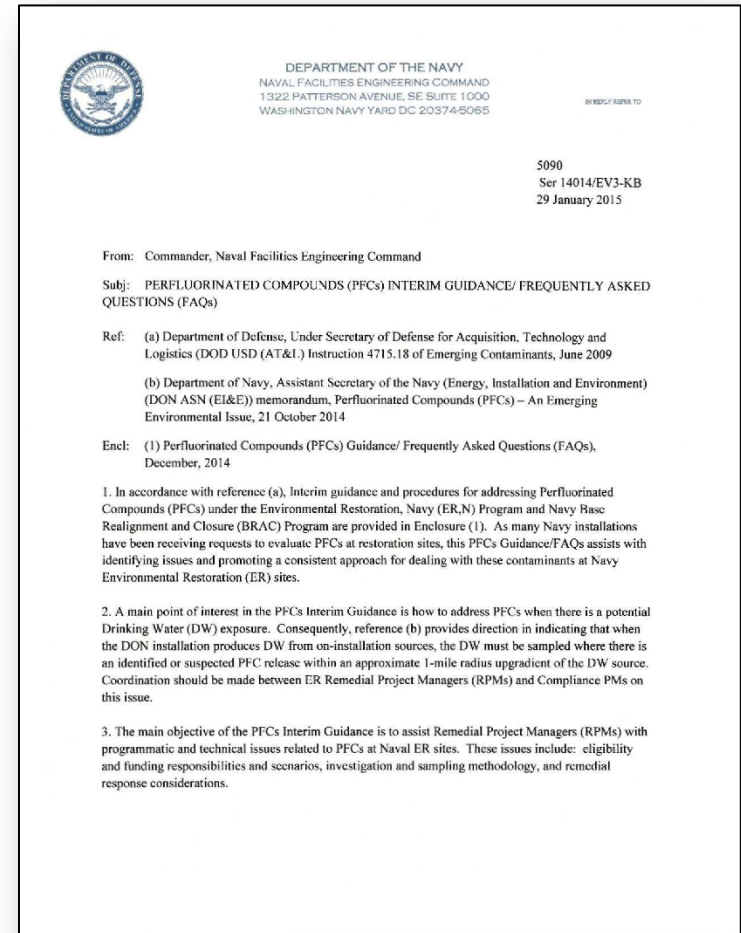 DEPARTMENT OF DEFENSE
UNITED STATES OF AMERICA
DEPARTMENT OF THE NAVY
NAVAL FACILITIES ENGINEERING COMMAND
1322 PATTERSON AVENUE, SE SUITE 1000
WASHINGTON NAVY YARD DC 20374-5065
IN REPLY REFER TO
5090
Ser 14014/EV3-KB
29 January 2015
From: Commander, Naval Facilities Engineering Command
Subj: PERFLUORINATED COMPOUNDS (PFCs) INTERIM GUIDANCE/ FREQUENTLY ASKED
QUESTIONS (FAQs)
Ref: (a) Department of Defense, Under Secretary of Defense for Acquisition, Technology and
Logistics (DOD USD (AT&L) Instruction 4715.18 of Emerging Contaminants, June 2009
(b) Department of Navy, Assistant Secretary of the Navy (Energy, Installation and Environment)
(DON ASN (EI&E)) memorandum, Perfluorinated Compounds (PFCs) – An Emerging
Environmental Issue, 21 October 2014
Encl: (1) Perfluorinated Compounds (PFCs) Guidance/ Frequently Asked Questions (FAQs),
December, 2014
1. In accordance with reference (a), Interim guidance and procedures for addressing Perfluorinated
Compounds (PFCs) under the Environmental Restoration, Navy (ER,N) Program and Navy Base
Realignment and Closure (BRAC) Program are provided in Enclosure (1). As many Navy installations
have been receiving requests to evaluate PFCs at restoration sites, this PFCs Guidance/FAQs assists with
identifying issues and promoting a consistent approach for dealing with these contaminants at Navy
Environmental Restoration (ER) sites.
2. A main point of interest in the PFCs Interim Guidance is how to address PFCs when there is a potential
Drinking Water (DW) exposure. Consequently, reference (b) provides direction in indicating that when
the DON installation produces DW from on-installation sources, the DW must be sampled where there is
an identified or suspected PFC release within an approximate 1-mile radius upgradient of the DW source.
Coordination should be made between ER Remedial Project Managers (RPMs) and Compliance PMs on
this issue.
3. The main objective of the PFCs Interim Guidance is to assist Remedial Project Managers (RPMs) with
programmatic and technical issues related to PFCs at Naval ER sites. These issues include: eligibility
and funding responsibilities and scenarios, investigation and sampling methodology, and remedial
response considerations.